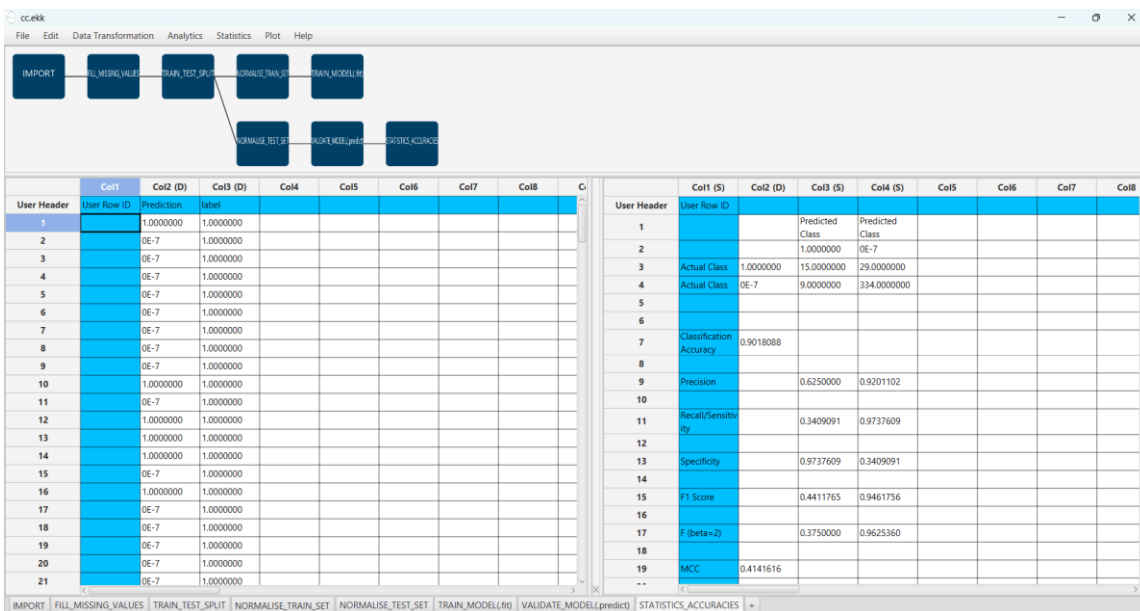 cc.ekk
File Edit Data Transformation Analytics Statistics Plot Help
IMPORT FILL_MISSING_VALUES TRAIN_TEST_SPLIT NORMALISE_TRAIN_SET TRAIN_MODEL(.fit)
NORMALISE_TEST_SET VALIDATE_MODEL(.predict) STATISTICS_ACCURACIES
Col1 Col2 (D) Col3 (D) Col4 Col5 Col6 Col7 Col8
User Header User Row ID Prediction label
1 1.0000000 1.0000000
2 0E-7 1.0000000
3 0E-7 1.0000000
4 0E-7 1.0000000
5 0E-7 1.0000000
6 0E-7 1.0000000
7 0E-7 1.0000000
8 0E-7 1.0000000
9 0E-7 1.0000000
10 1.0000000 1.0000000
11 0E-7 1.0000000
12 1.0000000 1.0000000
13 1.0000000 1.0000000
14 1.0000000 1.0000000
15 0E-7 1.0000000
16 1.0000000 1.0000000
17 0E-7 1.0000000
18 0E-7 1.0000000
19 0E-7 1.0000000
20 0E-7 1.0000000
21 0E-7 1.0000000
Col1 (S) Col2 (D) Col3 (S) Col4 (S) Col5 Col6 Col7 Col8
User Header User Row ID
1 Predicted Class Predicted Class
2 1.0000000 0E-7
3 Actual Class 1.0000000 15.0000000 29.0000000
4 Actual Class 0E-7 9.0000000 334.0000000
5
6
7 Classification Accuracy 0.9018088
8
9 Precision 0.6250000 0.9201102
10
11 Recall/Sensitivity 0.3409091 0.9737609
12
13 Specificity 0.9737609 0.3409091
14
15 F1 Score 0.4411765 0.9461756
16
17 F (beta=2) 0.3750000 0.9625360
18
19 MCC 0.4141616
IMPORT FILL_MISSING_VALUES TRAIN_TEST_SPLIT NORMALISE_TRAIN_SET NORMALISE_TEST_SET TRAIN_MODEL(.fit) VALIDATE_MODEL(.predict) STATISTICS_ACCURACIES +